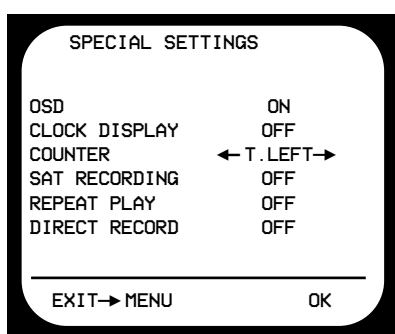 SPECIAL SETTINGS
OSD ON
CLOCK DISPLAY OFF
COUNTER ←T.LEFT→
SAT RECORDING OFF
REPEAT PLAY OFF
DIRECT RECORD OFF
EXIT→MENU OK